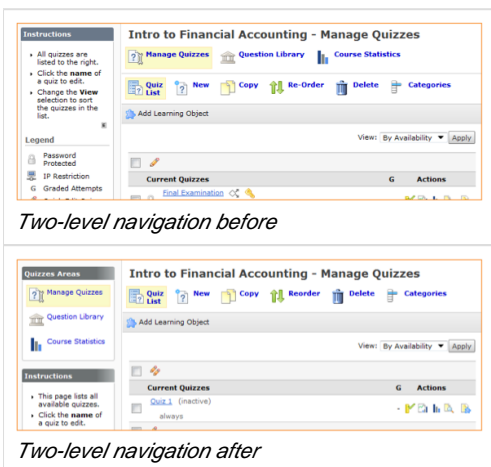 Instructions
All quizzes are
listed to the right.
Click the name of
a quiz to edit.
Change the View
selection to sort
the quizzes in the
list.
Legend
Password
Protected
IP Restriction
G Graded Attempts
Intro to Financial Accounting - Manage Quizzes
Manage Quizzes Question Library Course Statistics
Quiz List New Copy Re-Order Delete Categories
Add Learning Object
View: By Availability Apply
Current Quizzes G Actions
Final Examination
Two-level navigation before
Quizzes Areas
Manage Quizzes
Question Library
Course Statistics
Instructions
This page lists all
available quizzes.
Click the name of
a quiz to edit.
Intro to Financial Accounting - Manage Quizzes
Quiz List New Copy Reorder Delete Categories
Add Learning Object
View: By Availability Apply
Current Quizzes G Actions
Quiz 1 (inactive) -
always
Two-level navigation after